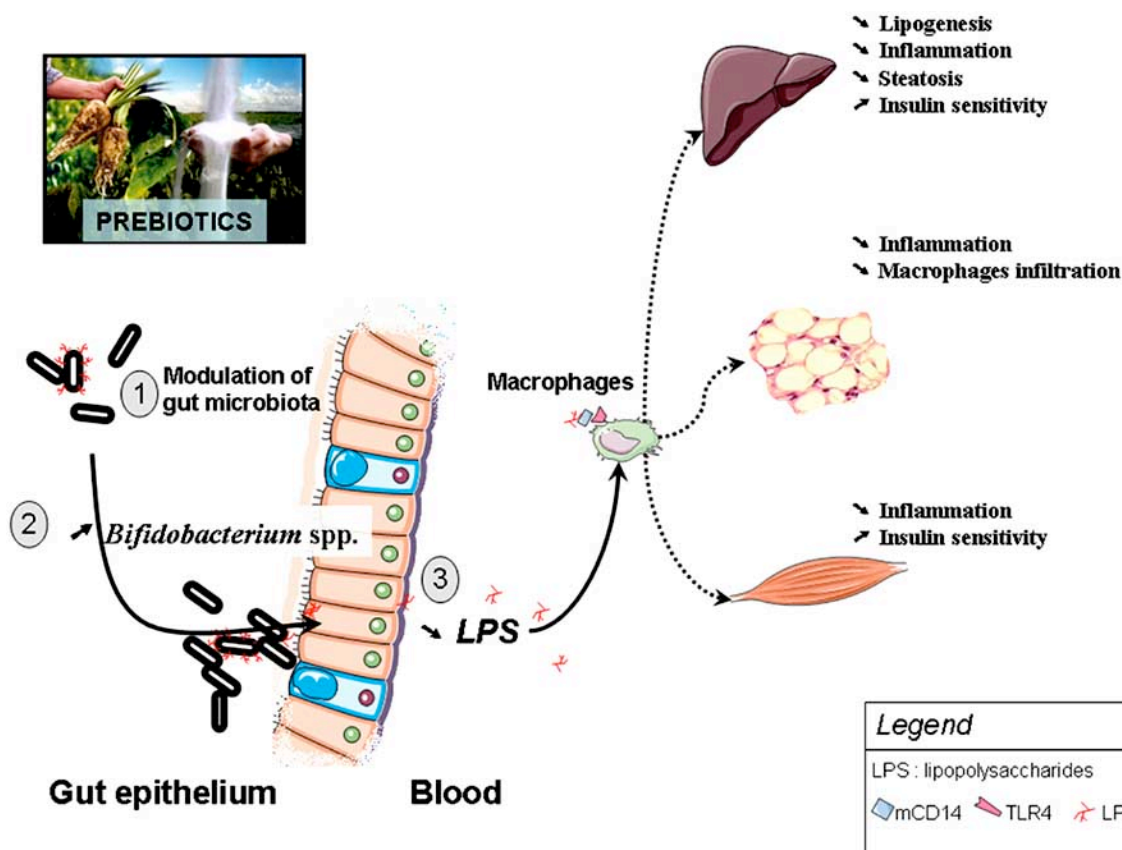 PREBIOTICS
1
Modulation of
gut microbiota
2
Bifidobacterium spp.
3
LPS
Macrophages
Lipogenesis
Inflammation
Steatosis
Insulin sensitivity
Inflammation
Macrophages infiltration
Inflammation
Insulin sensitivity
Gut epithelium
Blood
Legend
LPS : lipopolysaccharides
mCD14 TLR4